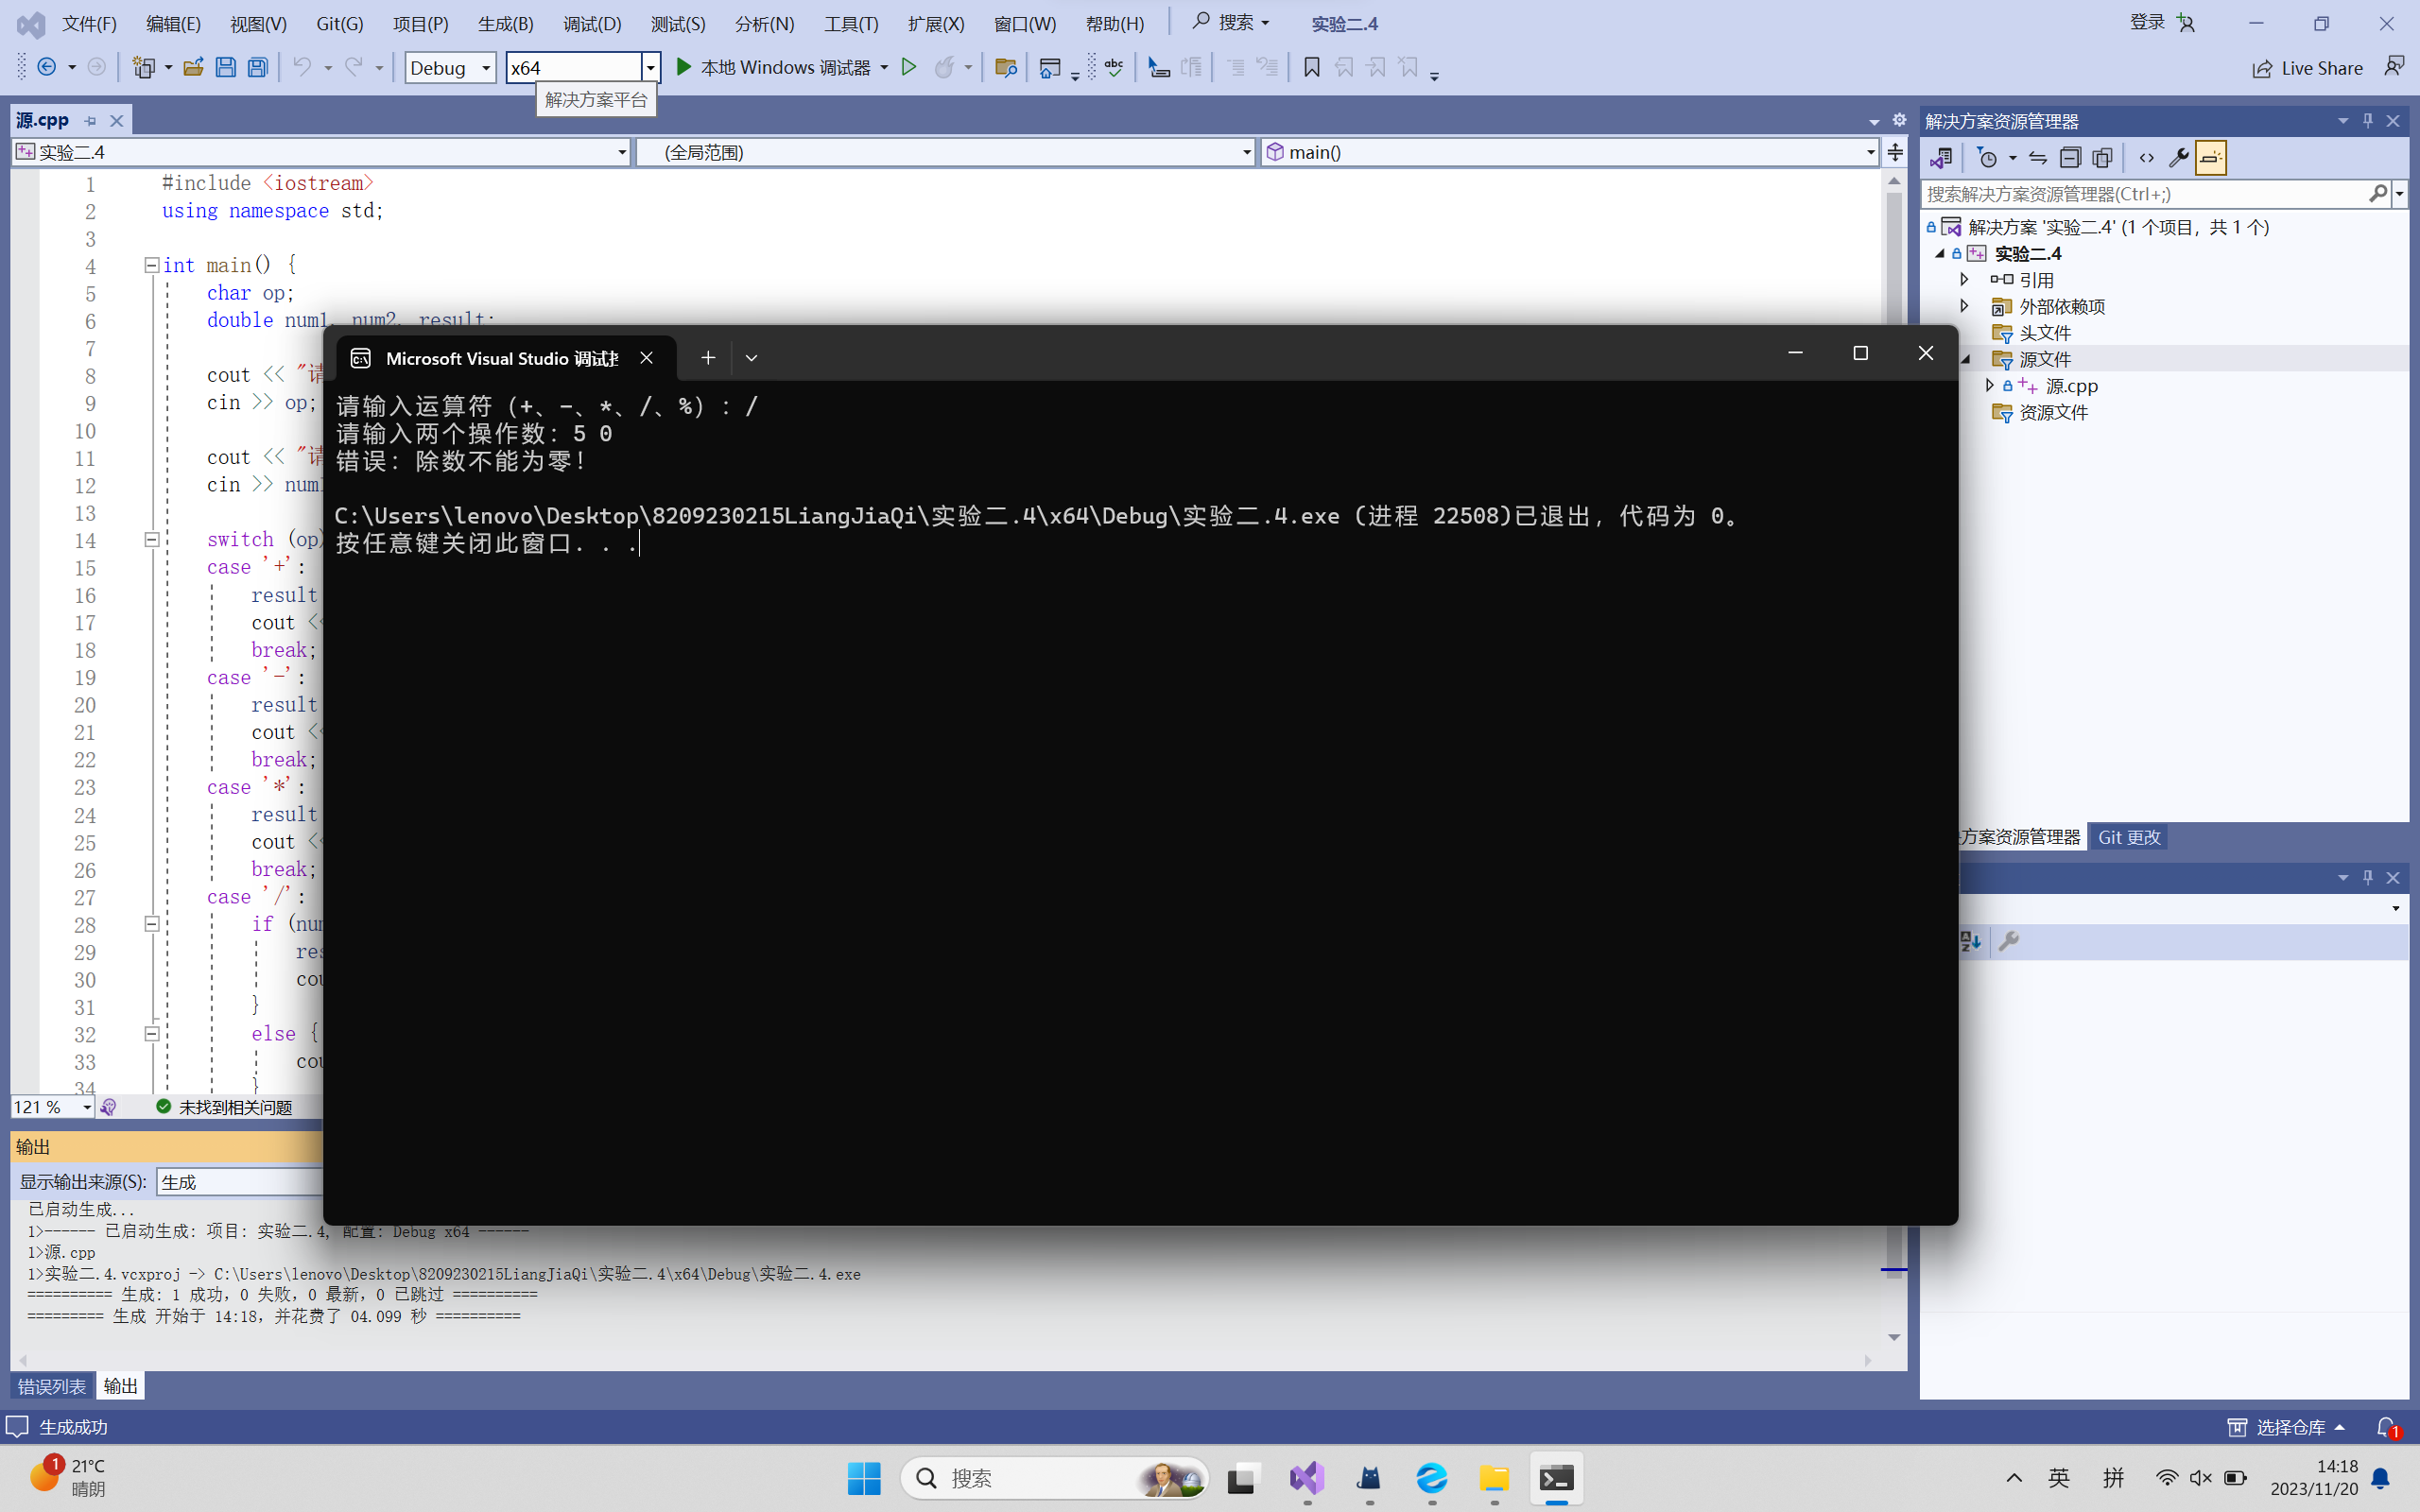 文件(F) 编辑(E) 视图(V) Git(G) 项目(P) 生成(B) 调试(D) 测试(S) 分析(N) 工具(T) 扩展(X) 窗口(W) 帮助(H) 搜索 实验二.4 登录
Debug x64 本地 Windows 调试器 Live Share
解决方案平台
源.cpp
实验二.4 (全局范围) main()
1 #include <iostream>
2 using namespace std;
3
4 int main() {
5 char op;
6 double num1, num2, result;
7
8 cout << "请
9 cin >> op;
10
11 cout << "请
12 cin >> num1
13
14 switch (op)
15 case '+':
16 result
17 cout <<
18 break;
19 case '-':
20 result
21 cout <<
22 break;
23 case '*':
24 result
25 cout <<
26 break;
27 case '/':
28 if (num
29 res
30 cou
31 }
32 else {
33 cou
34 }
121 % 未找到相关问题
Microsoft Visual Studio 调试
请输入运算符（+、-、*、/、%）：/
请输入两个操作数：5 0
错误：除数不能为零！
C:\Users\lenovo\Desktop\8209230215LiangJiaQi\实验二.4\x64\Debug\实验二.4.exe (进程 22508)已退出，代码为 0。
按任意键关闭此窗口. . .
输出
显示输出来源(S): 生成
已启动生成...
1>------ 已启动生成: 项目: 实验二.4, 配置: Debug x64 ------
1>源.cpp
1>实验二.4.vcxproj -> C:\Users\lenovo\Desktop\8209230215LiangJiaQi\实验二.4\x64\Debug\实验二.4.exe
========== 生成: 1 成功，0 失败，0 最新，0 已跳过 ==========
========= 生成 开始于 14:18，并花费了 04.099 秒 ==========
错误列表 输出
生成成功
解决方案资源管理器
搜索解决方案资源管理器(Ctrl+;)
解决方案 '实验二.4' (1 个项目，共 1 个)
实验二.4
引用
外部依赖项
头文件
源文件
源.cpp
资源文件
方案资源管理器 Git 更改
选择仓库 1
1 21°C
晴朗
搜索
英 拼
14:18
2023/11/20